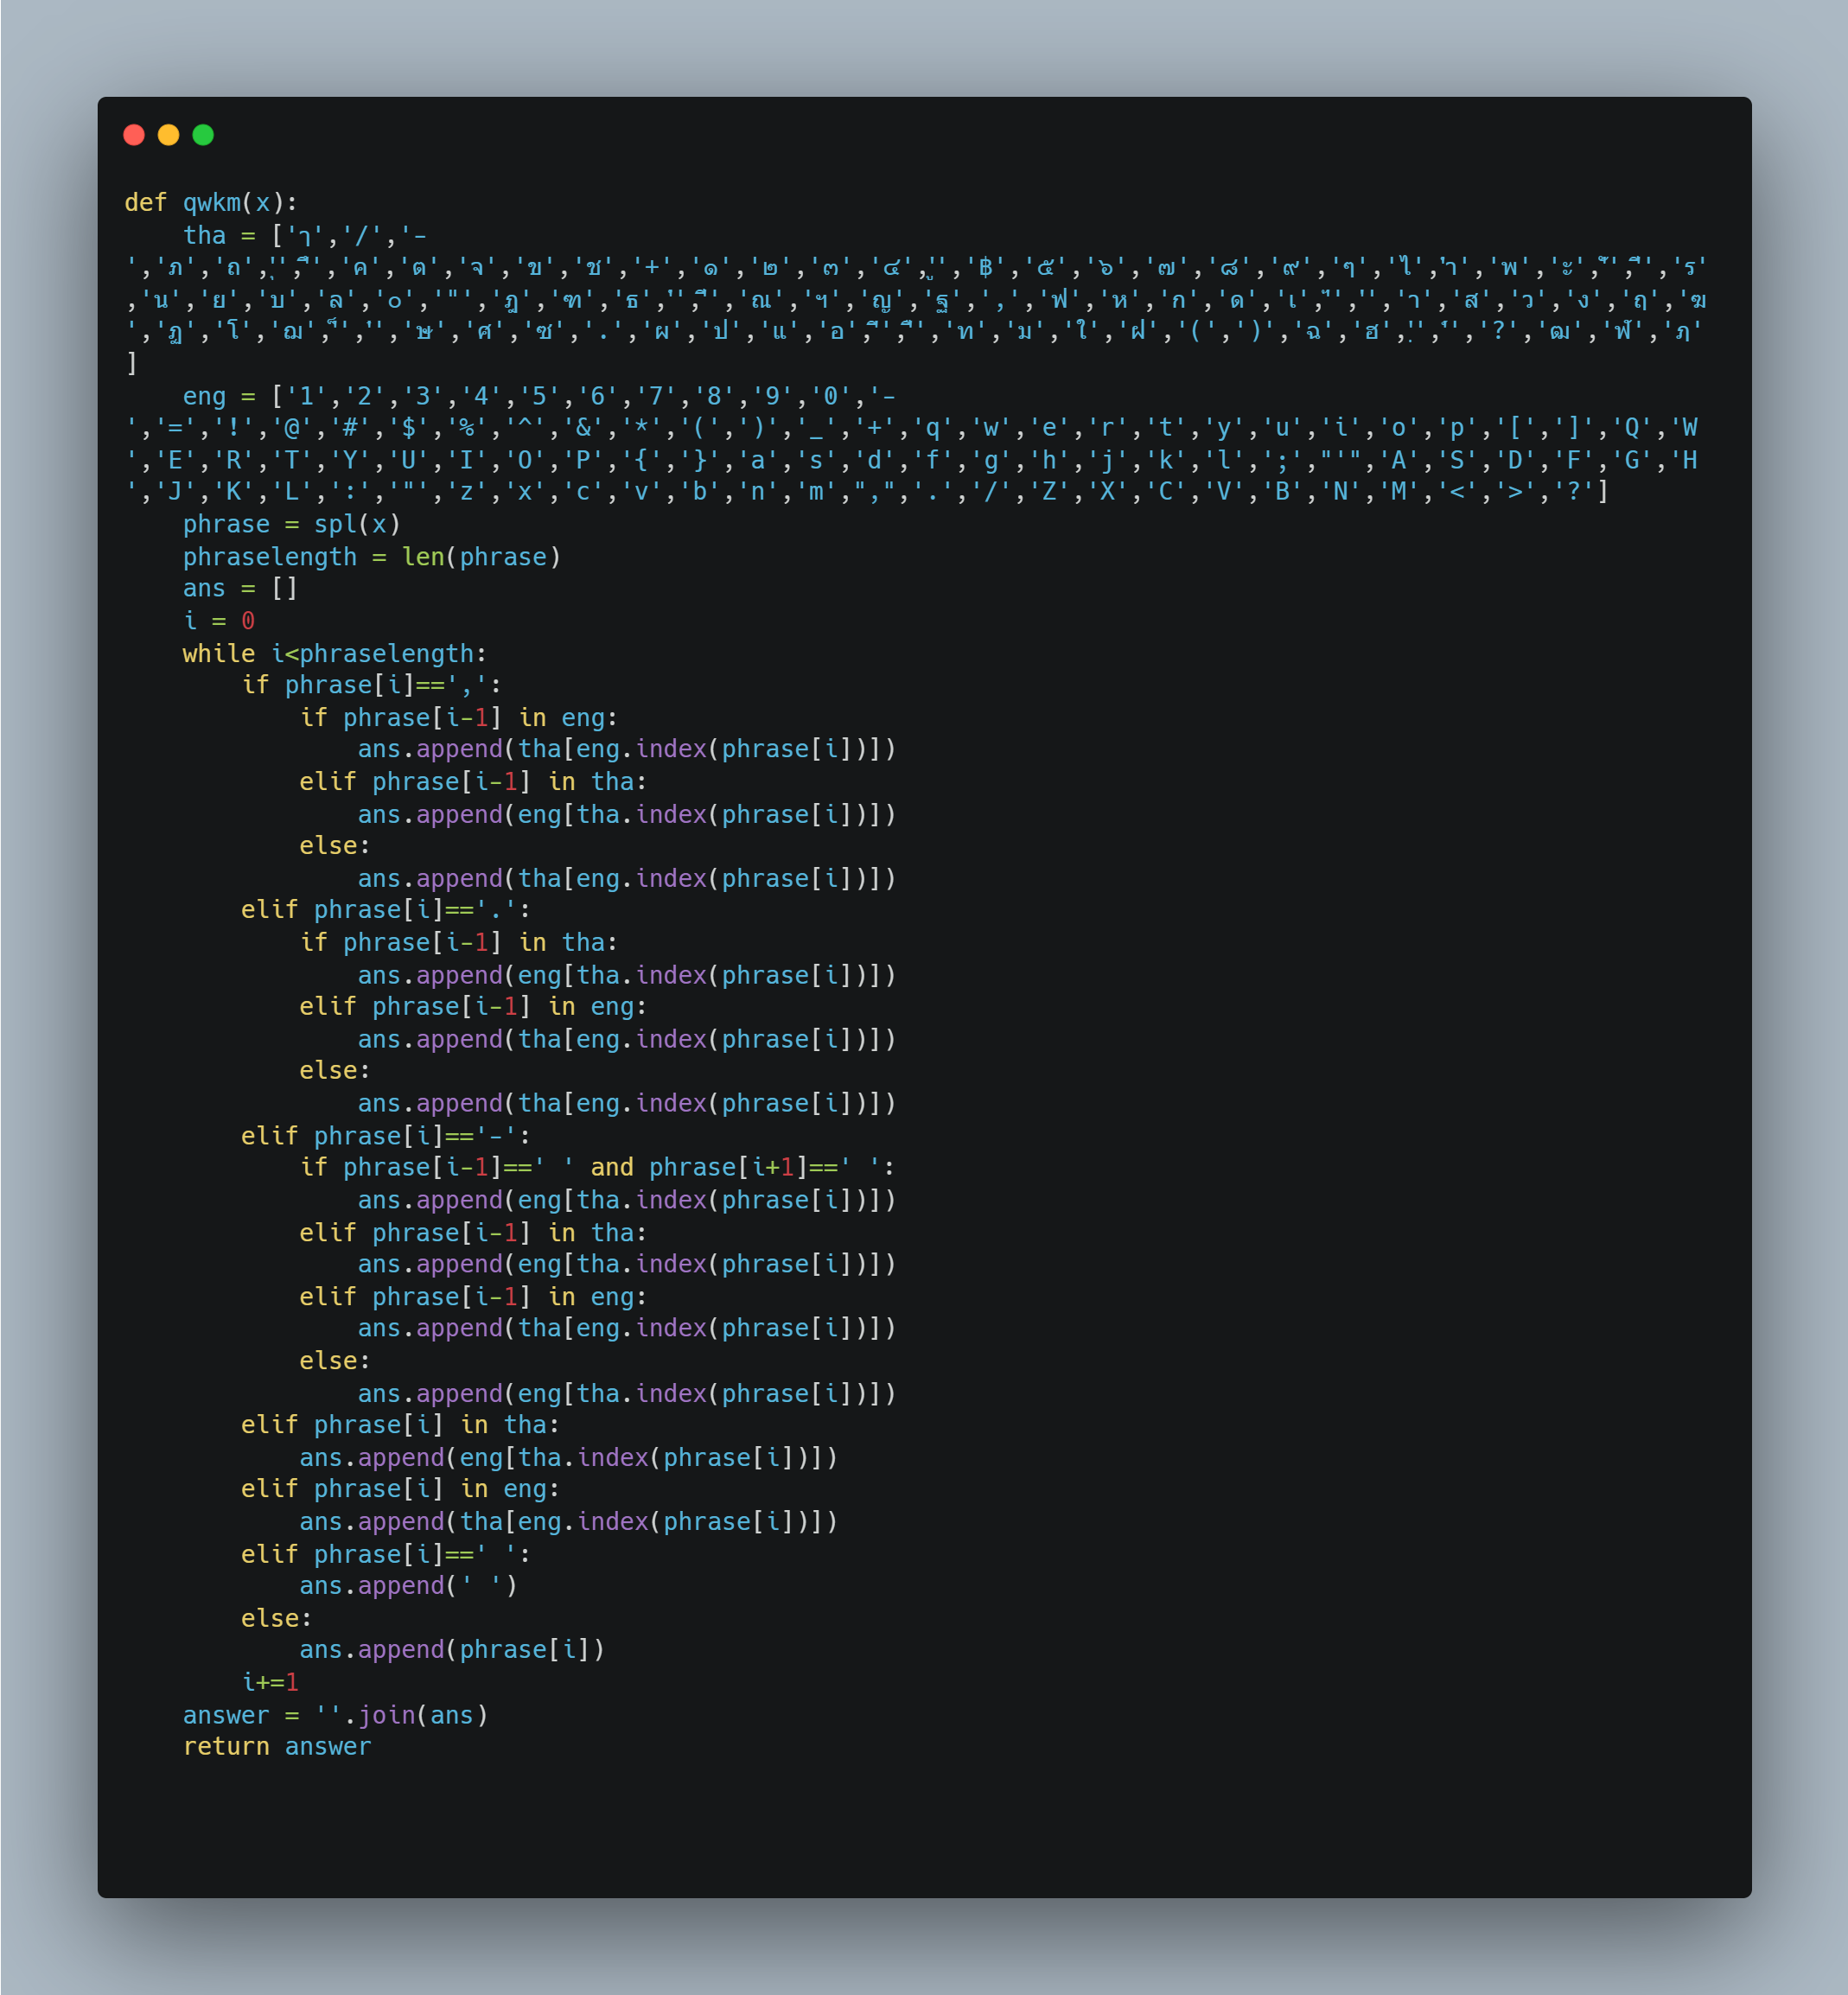 def qwkm(x):
    tha = ['ๅ','/','-
','ภ','ถ','ุ','ึ','ค','ต','จ','ข','ช','+','๑','๒','๓','๔','ู','฿','๕','๖','๗','๘','๙','ๆ','ไ','ำ','พ','ะ','ั','ี','ร'
,'น','ย','บ','ล','๐','"','ฎ','ฑ','ธ','ํ','๊','ณ','ฯ','ญ','ฐ',',','ฟ','ห','ก','ด','เ','้','่','า','ส','ว','ง','ฤ','ฆ
','ฏ','โ','ฌ','็','๋','ษ','ศ','ซ','.','ผ','ป','แ','อ','ิ','ื','ท','ม','ใ','ฝ','(',')','ฉ','ฮ','ฺ','์','?','ฒ','ฬ','ฦ'
]
    eng = ['1','2','3','4','5','6','7','8','9','0','-
','=','!','@','#','$','%','^','&','*','(',')','_','+','q','w','e','r','t','y','u','i','o','p','[',']','Q','W
','E','R','T','Y','U','I','O','P','{','}','a','s','d','f','g','h','j','k','l',';',"'",'A','S','D','F','G','H
','J','K','L',':','"','z','x','c','v','b','n','m',",",'.','/','Z','X','C','V','B','N','M','<','>','?']
    phrase = spl(x)
    phraselength = len(phrase)
    ans = []
    i = 0
    while i<phraselength:
        if phrase[i]==',':
            if phrase[i-1] in eng:
                ans.append(tha[eng.index(phrase[i])])
            elif phrase[i-1] in tha:
                ans.append(eng[tha.index(phrase[i])])
            else:
                ans.append(tha[eng.index(phrase[i])])
        elif phrase[i]=='.':
            if phrase[i-1] in tha:
                ans.append(eng[tha.index(phrase[i])])
            elif phrase[i-1] in eng:
                ans.append(tha[eng.index(phrase[i])])
            else:
                ans.append(tha[eng.index(phrase[i])])
        elif phrase[i]=='-':
            if phrase[i-1]==' ' and phrase[i+1]==' ':
                ans.append(eng[tha.index(phrase[i])])
            elif phrase[i-1] in tha:
                ans.append(eng[tha.index(phrase[i])])
            elif phrase[i-1] in eng:
                ans.append(tha[eng.index(phrase[i])])
            else:
                ans.append(eng[tha.index(phrase[i])])
        elif phrase[i] in tha:
            ans.append(eng[tha.index(phrase[i])])
        elif phrase[i] in eng:
            ans.append(tha[eng.index(phrase[i])])
        elif phrase[i]==' ':
            ans.append(' ')
        else:
            ans.append(phrase[i])
        i+=1
    answer = ''.join(ans)
    return answer